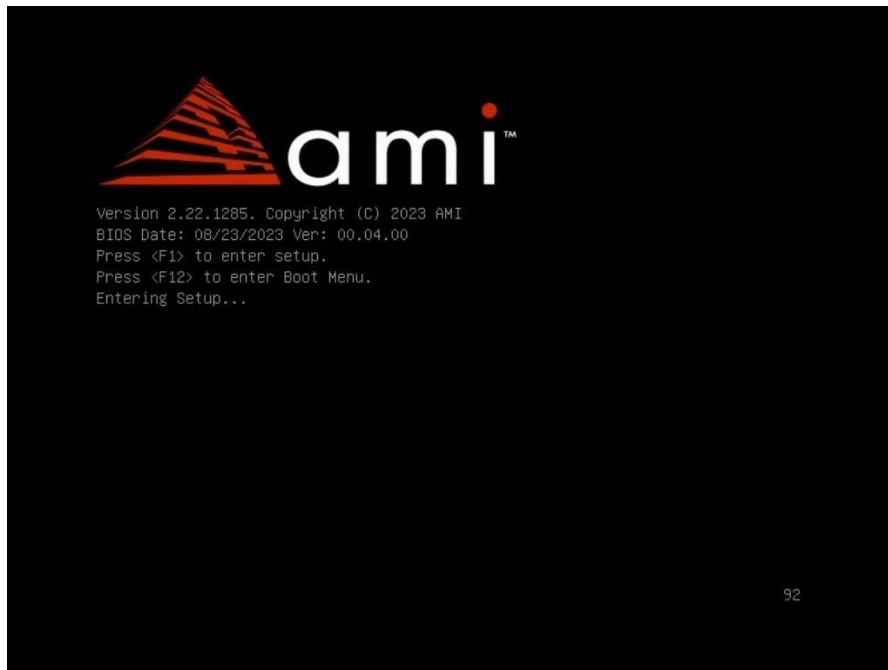 ami™
Version 2.22.1285. Copyright (C) 2023 AMI
BIOS Date: 08/23/2023 Ver: 00.04.00
Press <F1> to enter setup.
Press <F12> to enter Boot Menu.
Entering Setup...
92